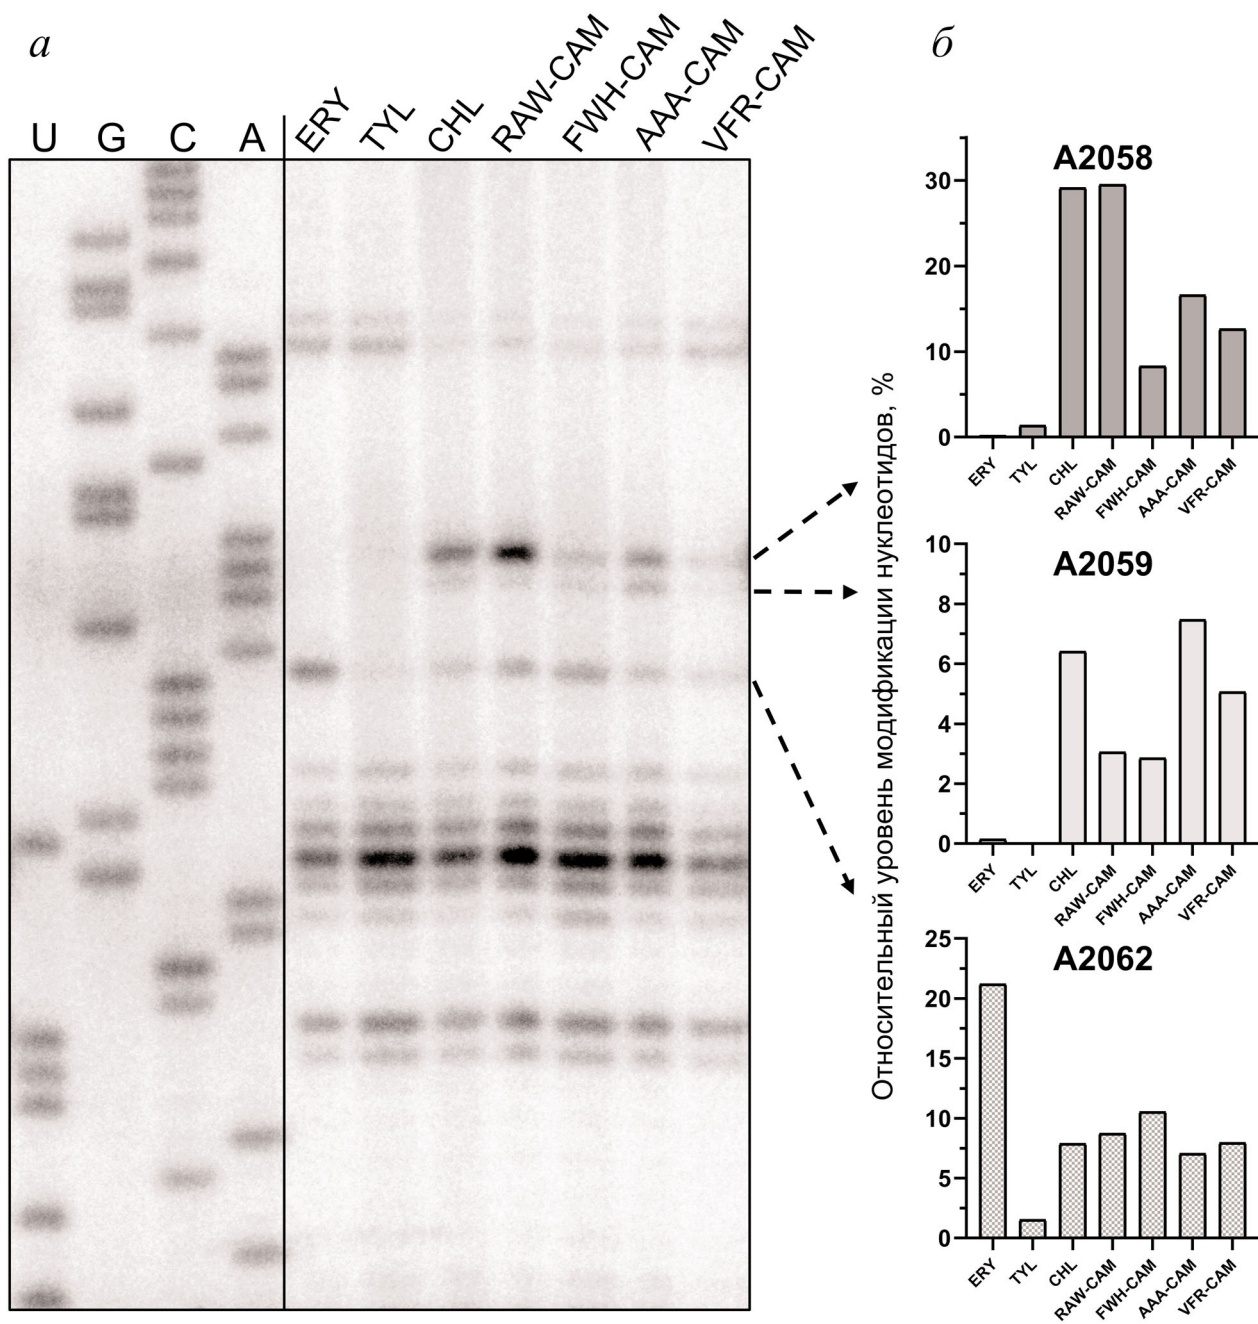 а
U G C A ERY TYL CHL RAW-CAM FWH-CAM AAA-CAM VFR-CAM
б
Относительный уровень модификации нуклеотидов, %
A2058
30
20
10
0
ERY TYL CHL RAW-CAM FWH-CAM AAA-CAM VFR-CAM
A2059
10
8
6
4
2
0
ERY TYL CHL RAW-CAM FWH-CAM AAA-CAM VFR-CAM
A2062
25
20
15
10
5
0
ERY TYL CHL RAW-CAM FWH-CAM AAA-CAM VFR-CAM